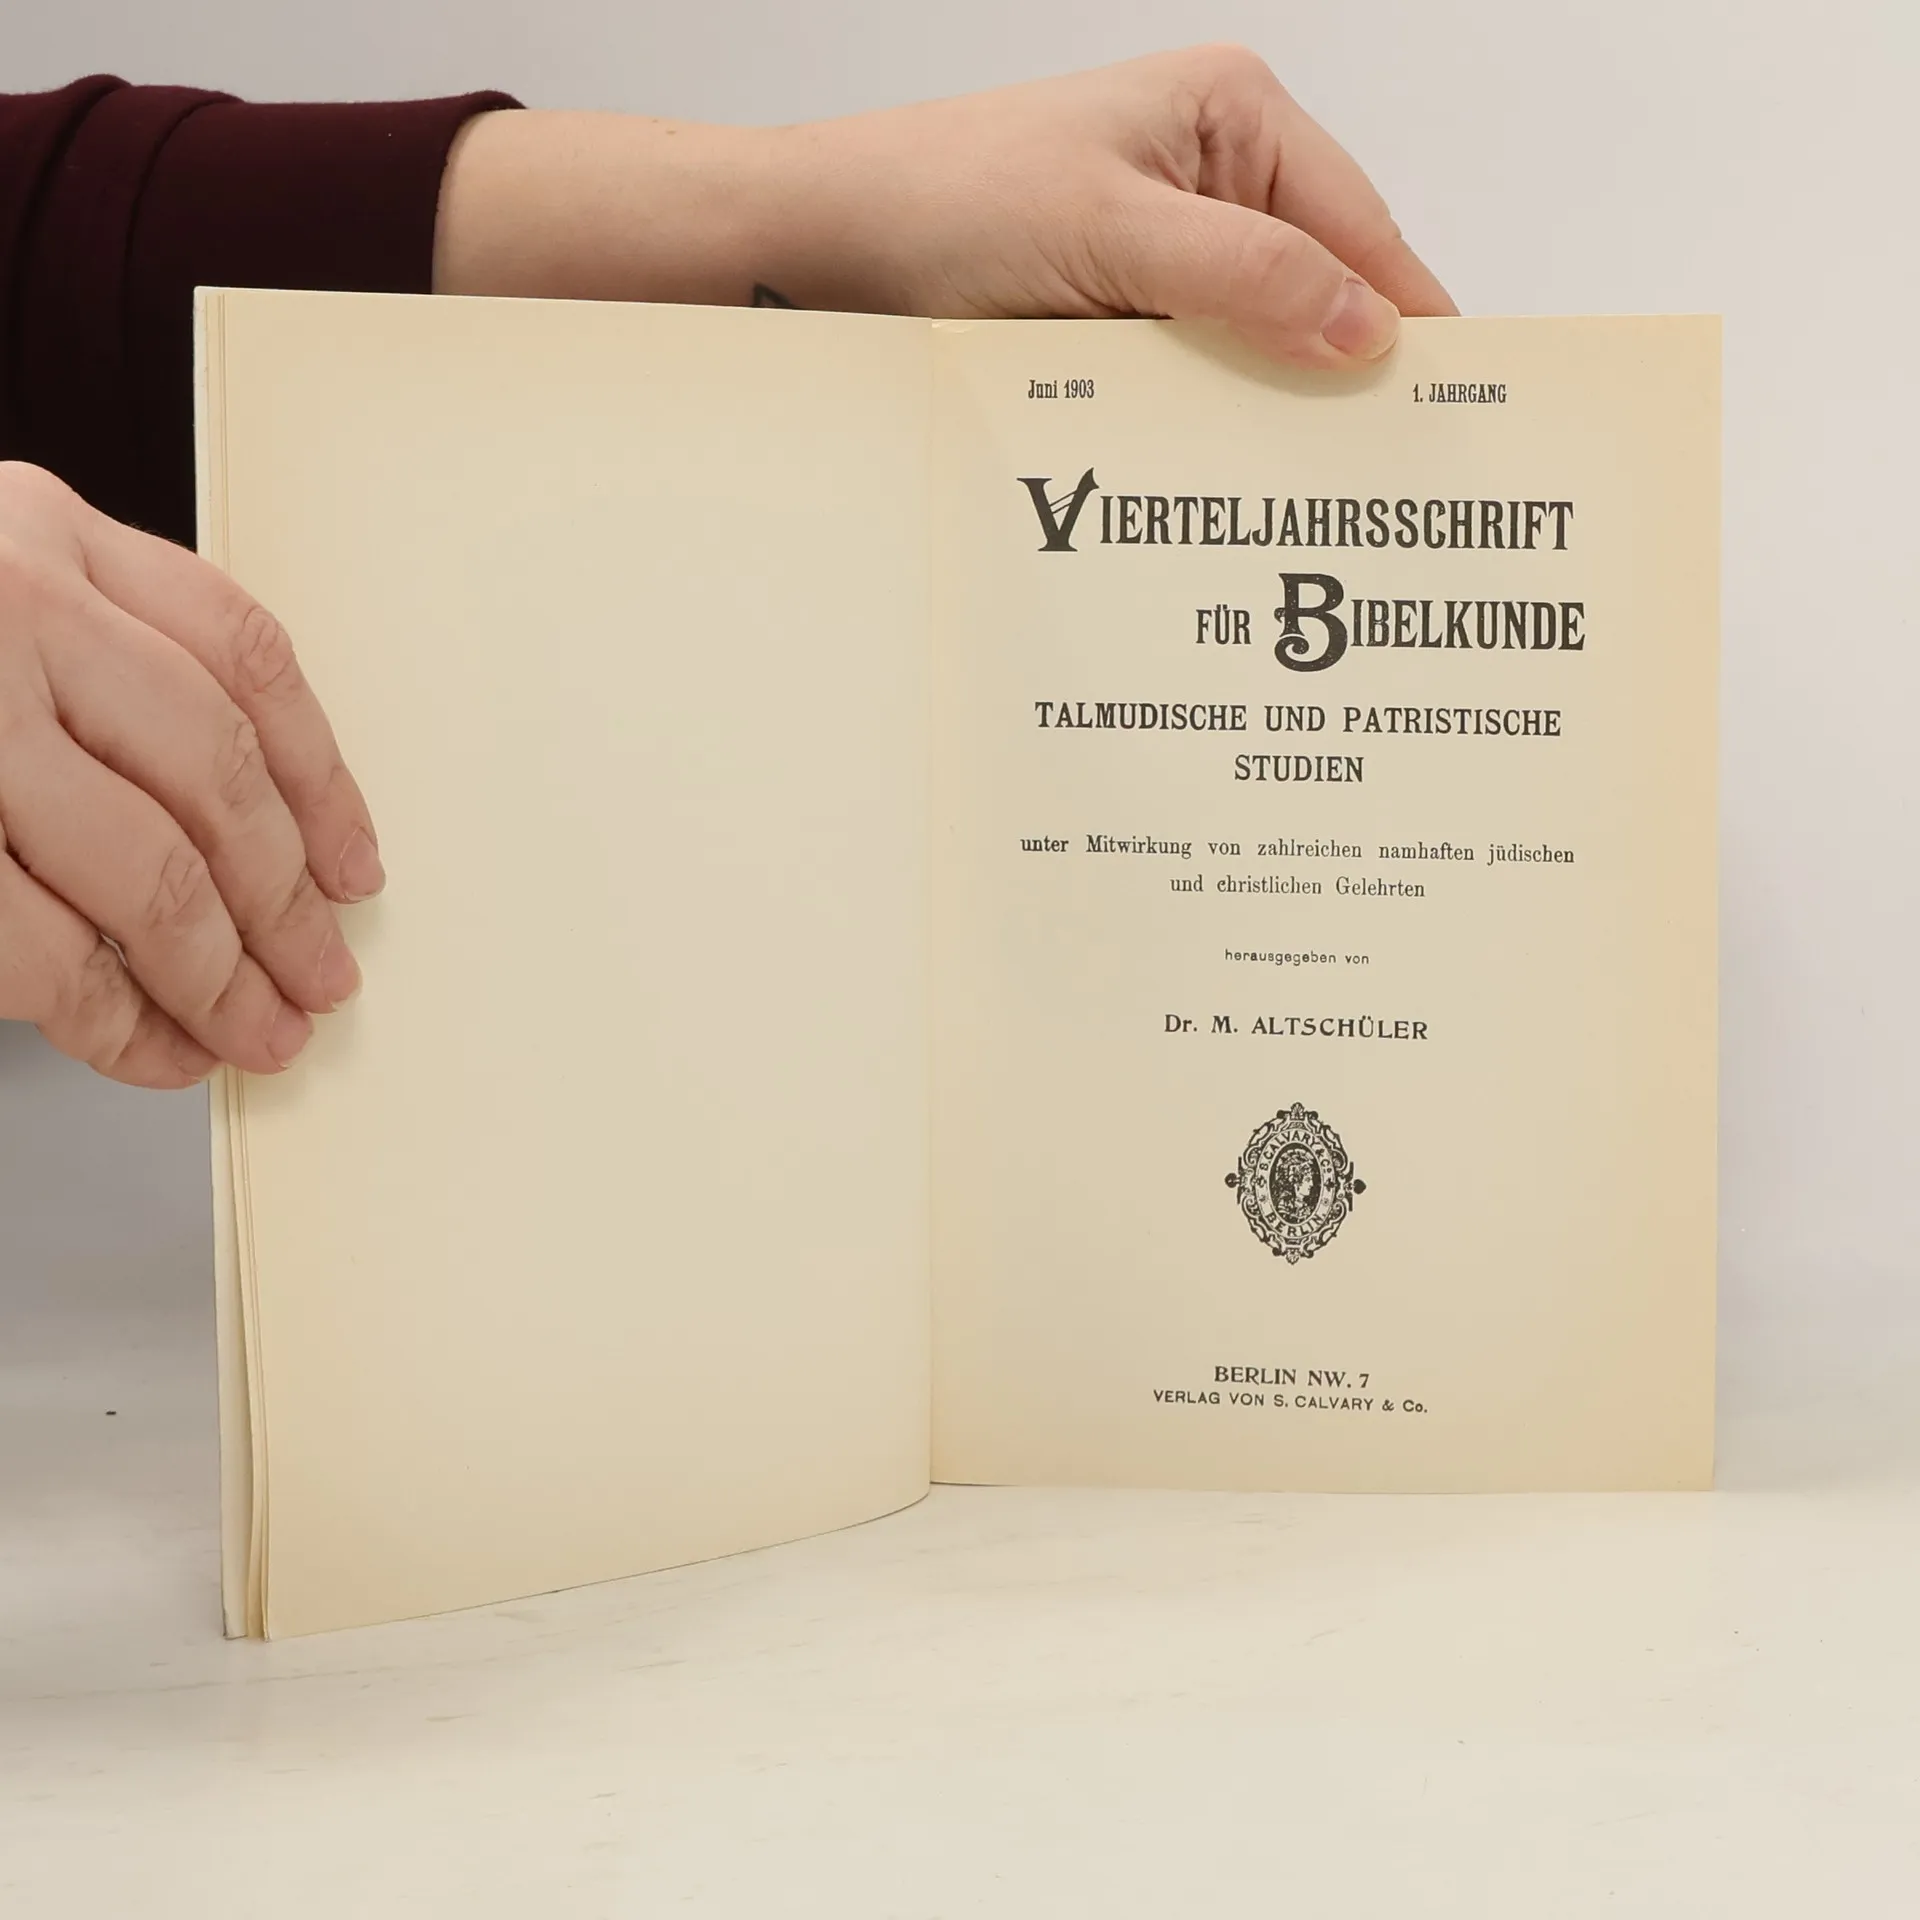 Juni 1903 1. JAHRGANG
VIERTELJAHRSSCHRIFT
FÜR BIBELKUNDE
TALMUDISCHE UND PATRISTISCHE
STUDIEN
unter Mitwirkung von zahlreichen namhaften jüdischen
und christlichen Gelehrten
herausgegeben von
Dr. M. ALTSCHÜLER
S. CALVARY & Co.
BERLIN.
BERLIN NW. 7
VERLAG VON S. CALVARY & Co.